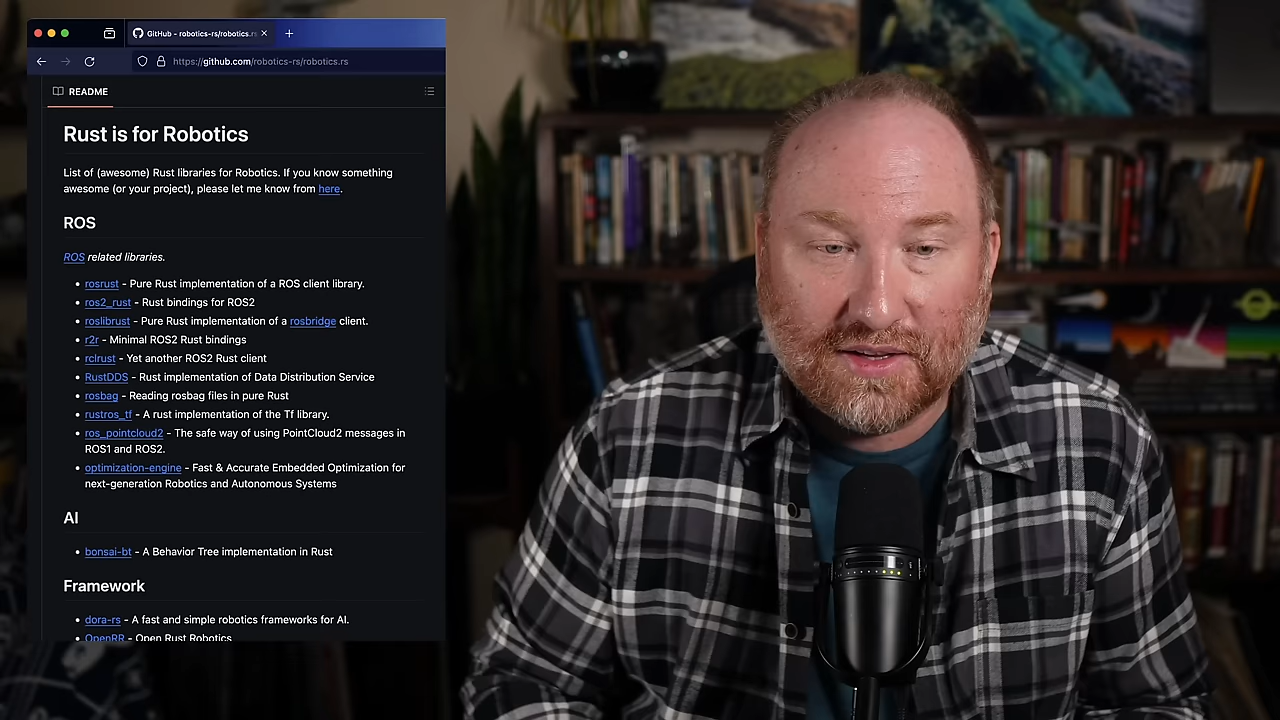 GitHub - robotics-rs/robotics.rs
https://github.com/robotics-rs/robotics.rs
README
Rust is for Robotics
List of (awesome) Rust libraries for Robotics. If you know something
awesome (or your project), please let me know from here.
ROS
ROS related libraries.
rosrust - Pure Rust implementation of a ROS client library.
ros2_rust - Rust bindings for ROS2
roslibrust - Pure Rust implementation of a rosbridge client.
r2r - Minimal ROS2 Rust bindings
rclrust - Yet another ROS2 Rust client
RustDDS - Rust implementation of Data Distribution Service
rosbag - Reading rosbag files in pure Rust
rustros_tf - A rust implementation of the Tf library.
ros_pointcloud2 - The safe way of using PointCloud2 messages in
ROS1 and ROS2.
optimization-engine - Fast & Accurate Embedded Optimization for
next-generation Robotics and Autonomous Systems
AI
bonsai-bt - A Behavior Tree implementation in Rust
Framework
dora-rs - A fast and simple robotics frameworks for AI.
OpenRR - Open Rust Robotics